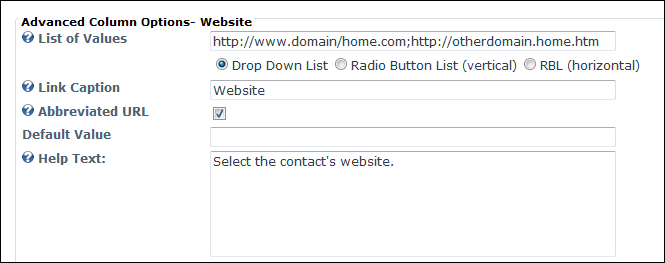 Advanced Column Options- Website
List of Values http://www.domain/home.com;http://otherdomain.home.htm
Drop Down List Radio Button List (vertical) RBL (horizontal)
Link Caption Website
Abbreviated URL
Default Value
Help Text: Select the contact's website.